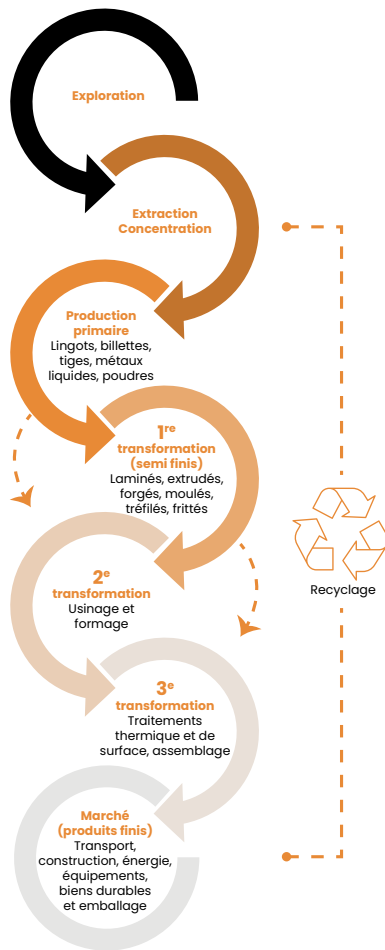 Exploration
Extraction
Concentration
Production
primaire
Lingots, billettes,
tiges, métaux
liquides, poudres
1re
transformation
(semi finis)
Laminés, extrudés,
forgés, moulés,
tréfilés, frittés
2e
transformation
Usinage et
formage
3e
transformation
Traitements
thermique et de
surface, assemblage
Marché
(produits finis)
Transport,
construction, énergie,
équipements,
biens durables
et emballage
Recyclage